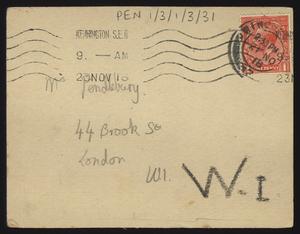 PEN 1/3/1/3/31
KENNINGTON S.E.11
9. - AM
23 NOV 16
Mr Pendlebury
44 Brook St
London
W1.
W.1